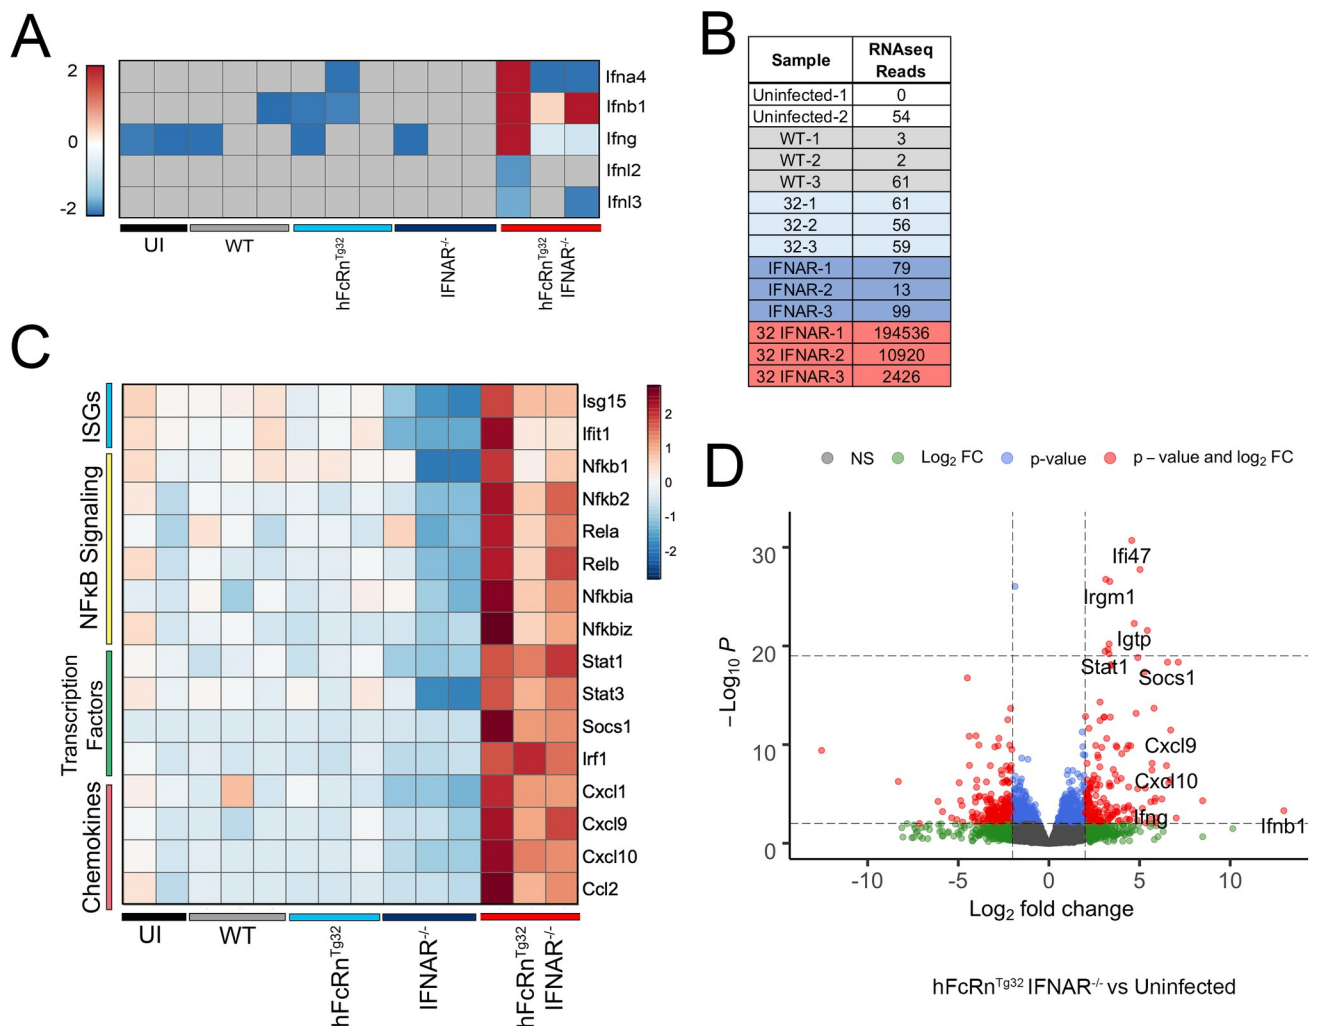 A
2
0
-2
Ifna4
Ifnb1
Ifng
Ifnl2
Ifnl3
UI
WT
hFcRnTg32
IFNAR-/-
hFcRnTg32
IFNAR-/-
B
Sample RNAseq Reads
Uninfected-1 0
Uninfected-2 54
WT-1 3
WT-2 2
WT-3 61
32-1 61
32-2 56
32-3 59
IFNAR-1 79
IFNAR-2 13
IFNAR-3 99
32 IFNAR-1 194536
32 IFNAR-2 10920
32 IFNAR-3 2426
C
ISGs
NFκB Signaling
Transcription
Factors
Chemokines
Isg15
Ifit1
Nfkb1
Nfkb2
Rela
Relb
Nfkbia
Nfkbiz
Stat1
Stat3
Socs1
Irf1
Cxcl1
Cxcl9
Cxcl10
Ccl2
2
1
0
-1
-2
UI
WT
hFcRnTg32
IFNAR-/-
hFcRnTg32
IFNAR-/-
D
NS Log2 FC p-value p – value and log2 FC
–Log10 P
30
20
10
0
Ifi47
Irgm1
Igtp
Stat1
Socs1
Cxcl9
Cxcl10
Ifng
Ifnb1
-10 -5 0 5 10
Log2 fold change
hFcRnTg32 IFNAR-/- vs Uninfected